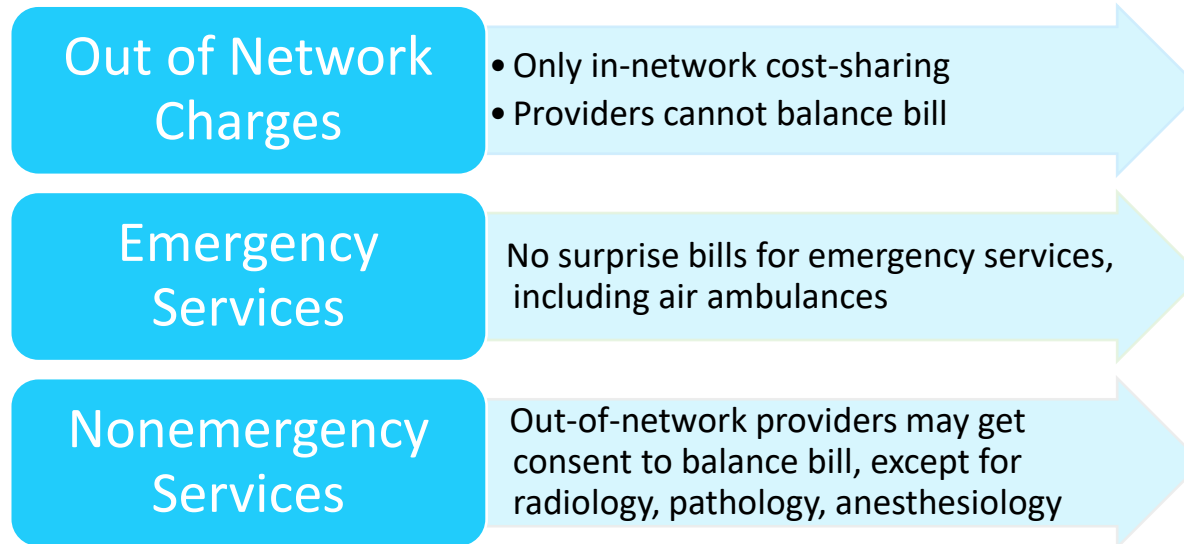 Out of Network
Charges
• Only in-network cost-sharing
• Providers cannot balance bill
Emergency
Services
No surprise bills for emergency services,
including air ambulances
Nonemergency
Services
Out-of-network providers may get
consent to balance bill, except for
radiology, pathology, anesthesiology